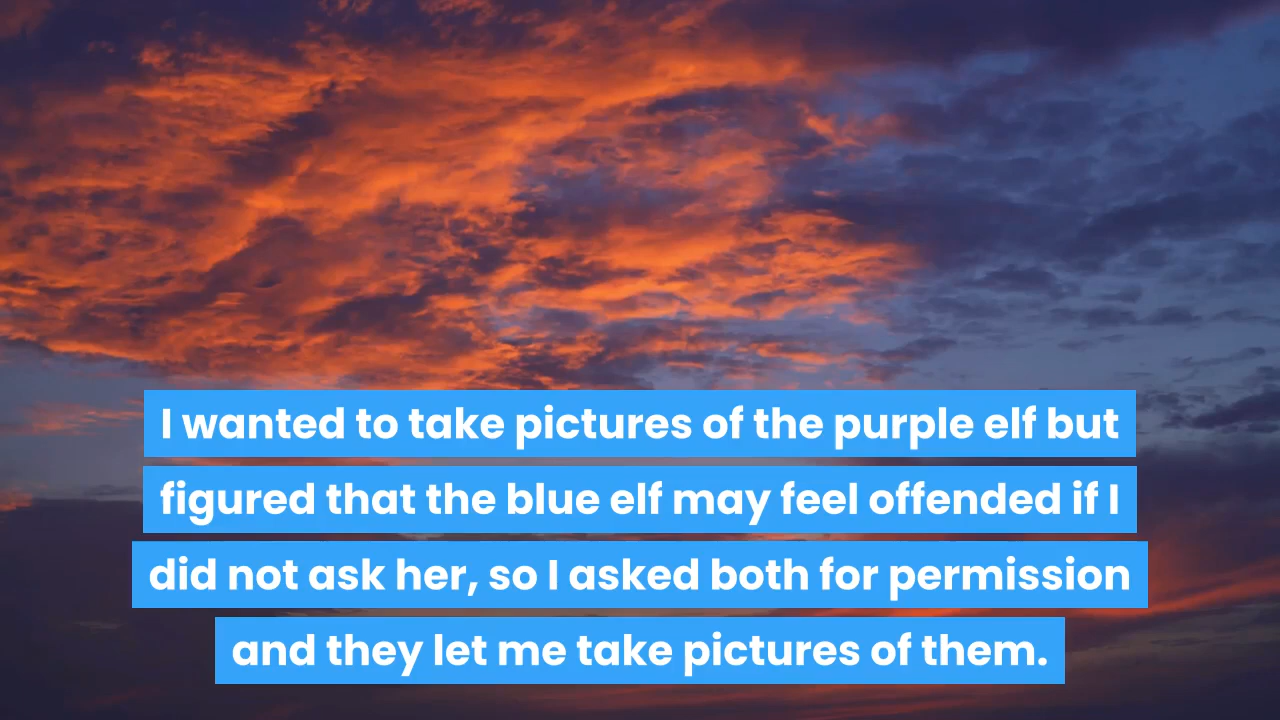 I wanted to take pictures of the purple elf but
figured that the blue elf may feel offended if I
did not ask her, so I asked both for permission
and they let me take pictures of them.